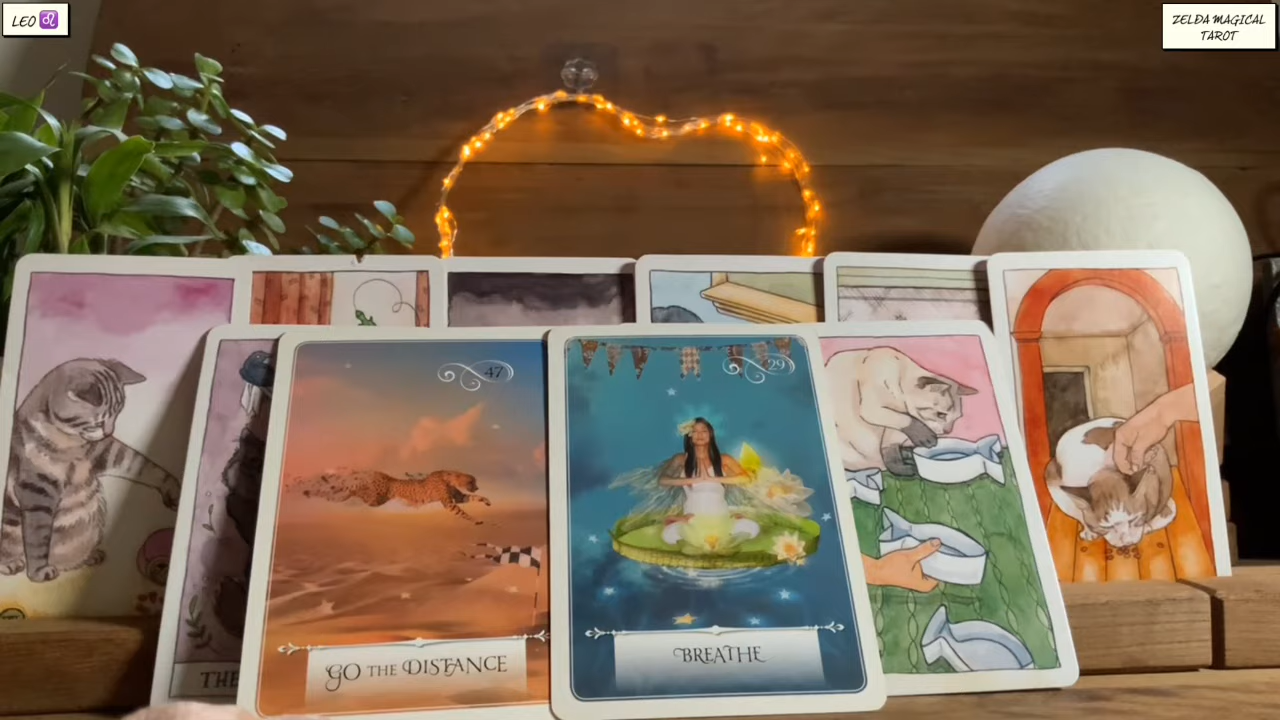 LEO ♌
ZELDA MAGICAL
TAROT
47
29
THE
GO THE DISTANCE
BREATHE